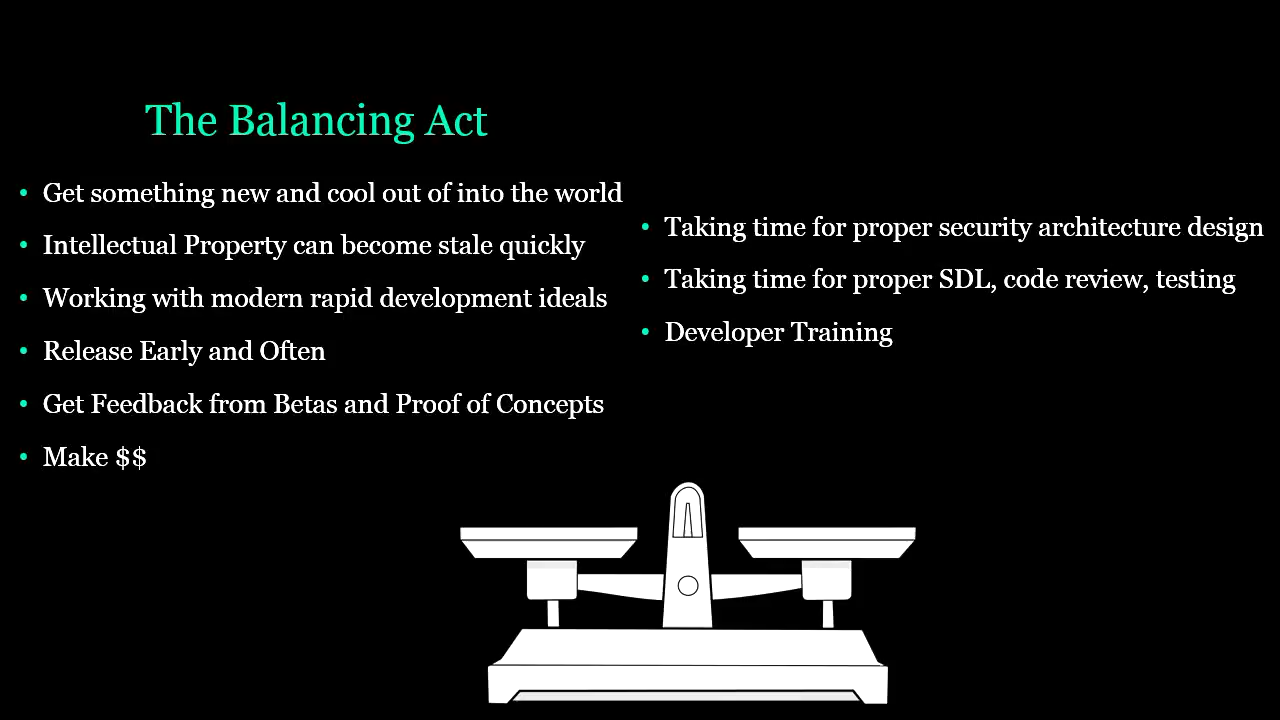 The Balancing Act
• Get something new and cool out of into the world
• Intellectual Property can become stale quickly
• Working with modern rapid development ideals
• Release Early and Often
• Get Feedback from Betas and Proof of Concepts
• Make $$
• Taking time for proper security architecture design
• Taking time for proper SDL, code review, testing
• Developer Training